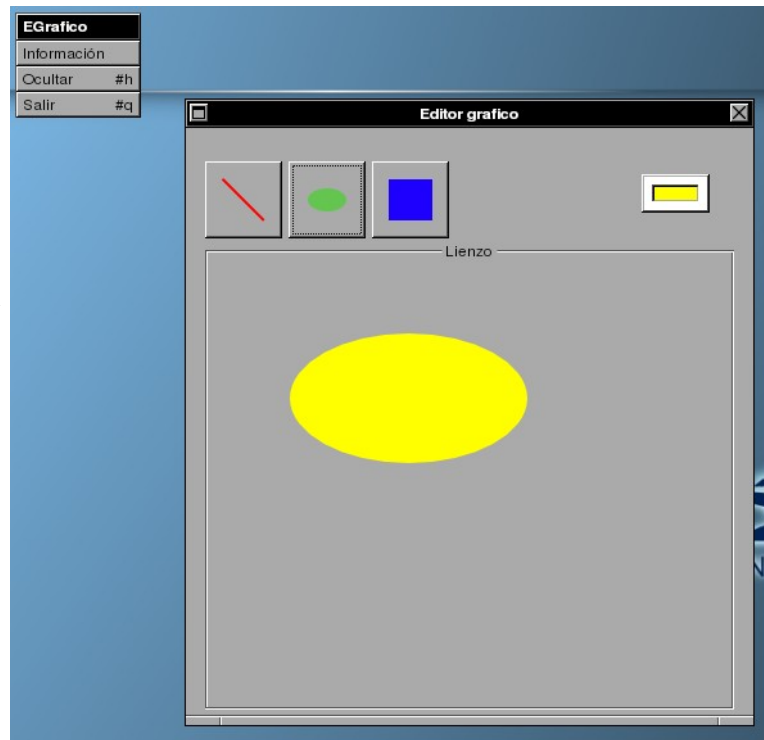 EGrafico
Información
Ocultar #h
Salir #q
Editor grafico
Lienzo